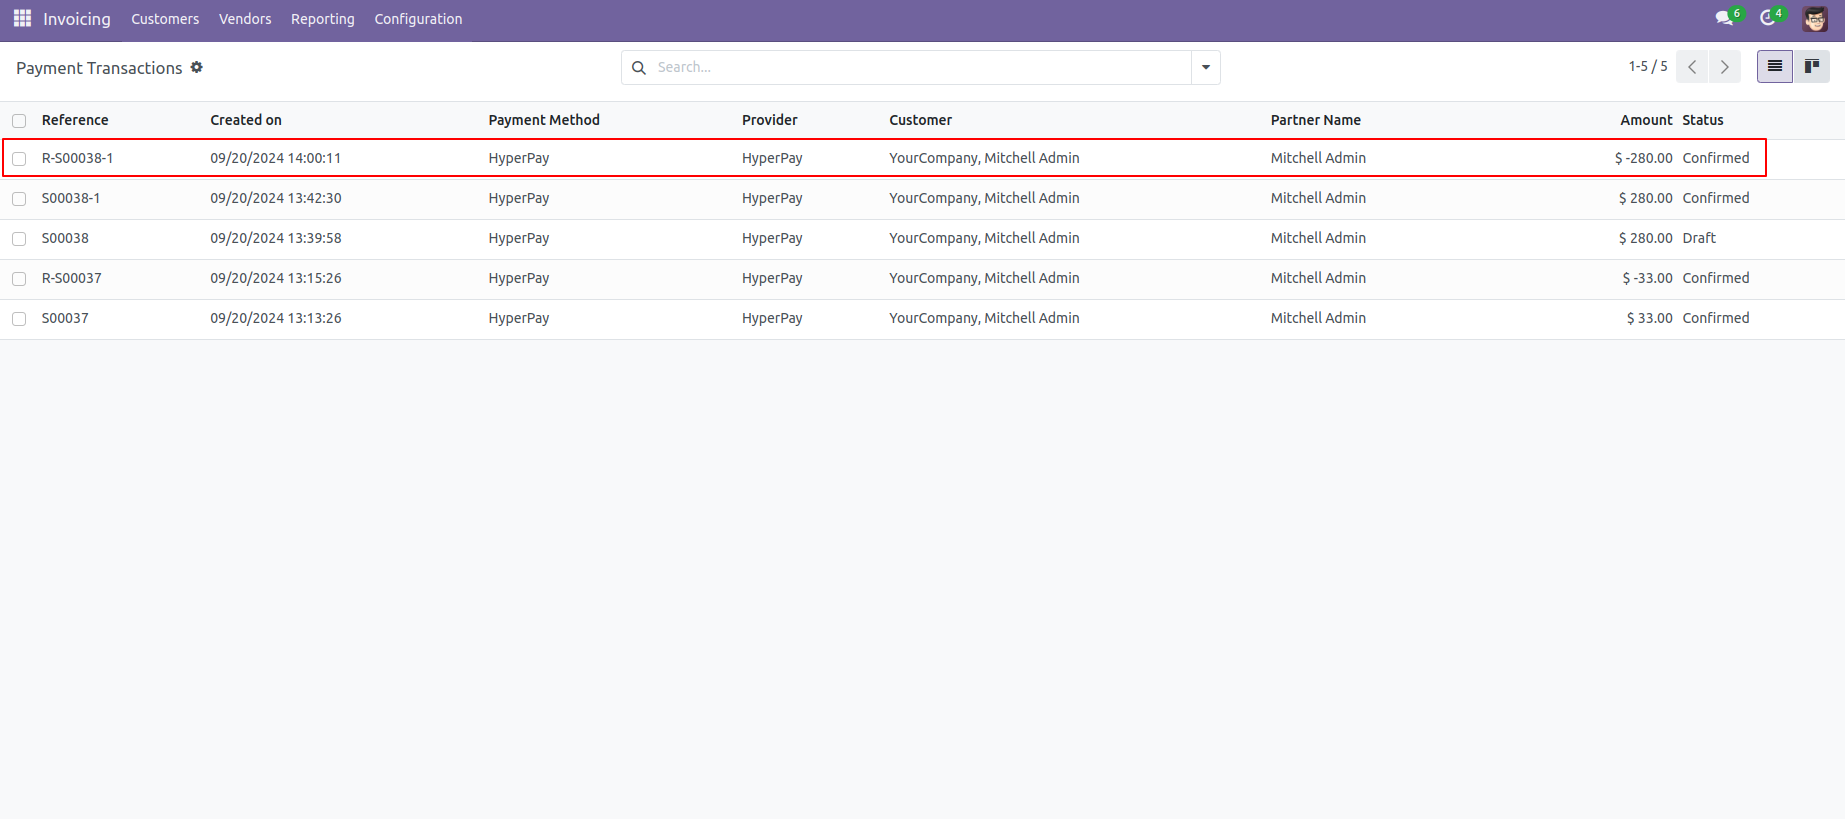 Invoicing Customers Vendors Reporting Configuration 6 4
Payment Transactions Search... 1-5 / 5
Reference Created on Payment Method Provider Customer Partner Name Amount Status
R-S00038-1 09/20/2024 14:00:11 HyperPay HyperPay YourCompany, Mitchell Admin Mitchell Admin $ -280.00 Confirmed
S00038-1 09/20/2024 13:42:30 HyperPay HyperPay YourCompany, Mitchell Admin Mitchell Admin $ 280.00 Confirmed
S00038 09/20/2024 13:39:58 HyperPay HyperPay YourCompany, Mitchell Admin Mitchell Admin $ 280.00 Draft
R-S00037 09/20/2024 13:15:26 HyperPay HyperPay YourCompany, Mitchell Admin Mitchell Admin $ -33.00 Confirmed
S00037 09/20/2024 13:13:26 HyperPay HyperPay YourCompany, Mitchell Admin Mitchell Admin $ 33.00 Confirmed